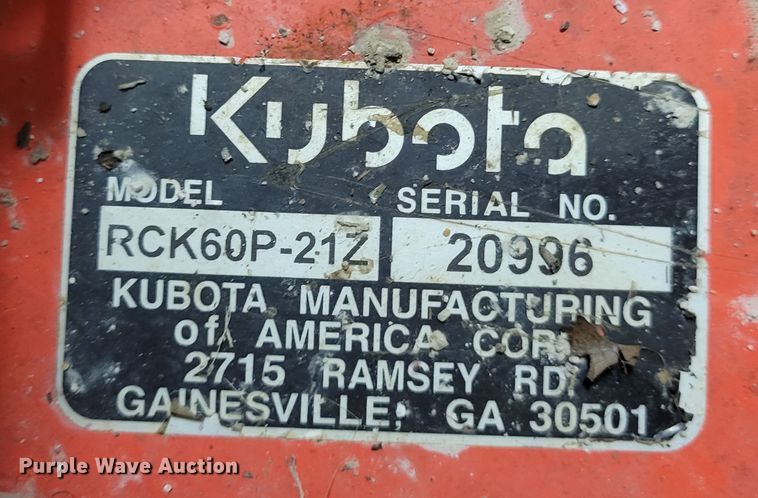 Kubota
MODEL SERIAL NO.
RCK60P-21Z 20996
KUBOTA MANUFACTURING
of AMERICA COR
2715 RAMSEY RD.
GAINESVILLE, GA 30501
Purple Wave Auction